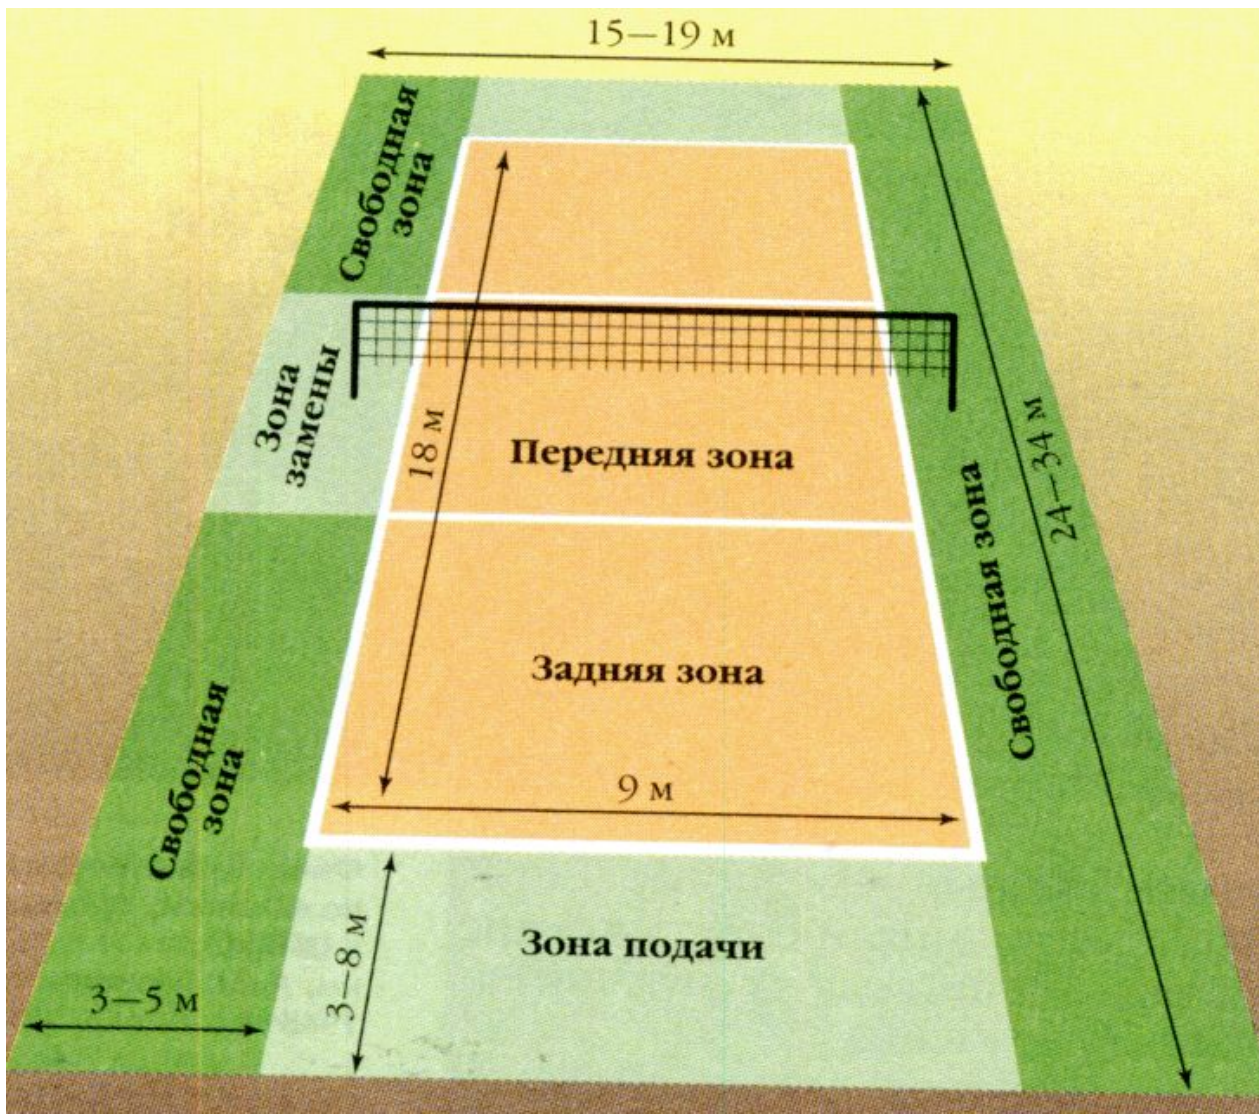 15—19 м
Свободная
зона
Зона
замены
18 м
Передняя зона
24—34 м
Свободная зона
Задняя зона
Свободная
зона
9 м
Зона подачи
3—8 м
3—5 м